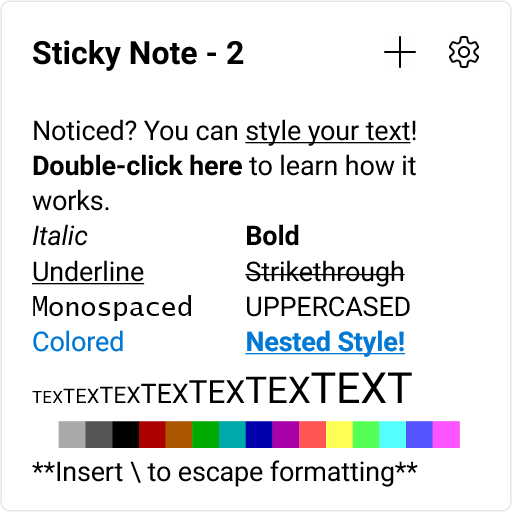 Sticky Note - 2
Noticed? You can style your text!
Double-click here to learn how it
works.
Italic Bold
Underline Strikethrough
Monospaced UPPERCASED
Colored Nested Style!
TEXTEXTEXTEXTEXTEXTEXT
**Insert \ to escape formatting**